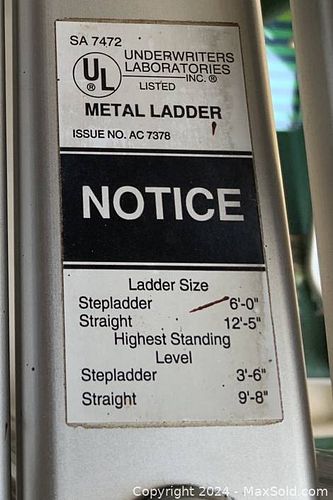 SA 7472
UL ®
UNDERWRITERS
LABORATORIES
INC. ®
LISTED
METAL LADDER
ISSUE NO. AC 7378
NOTICE
Ladder Size
Stepladder 6'-0"
Straight 12'-5"
Highest Standing
Level
Stepladder 3'-6"
Straight 9'-8"
Copyright 2024 - MaxSold.com